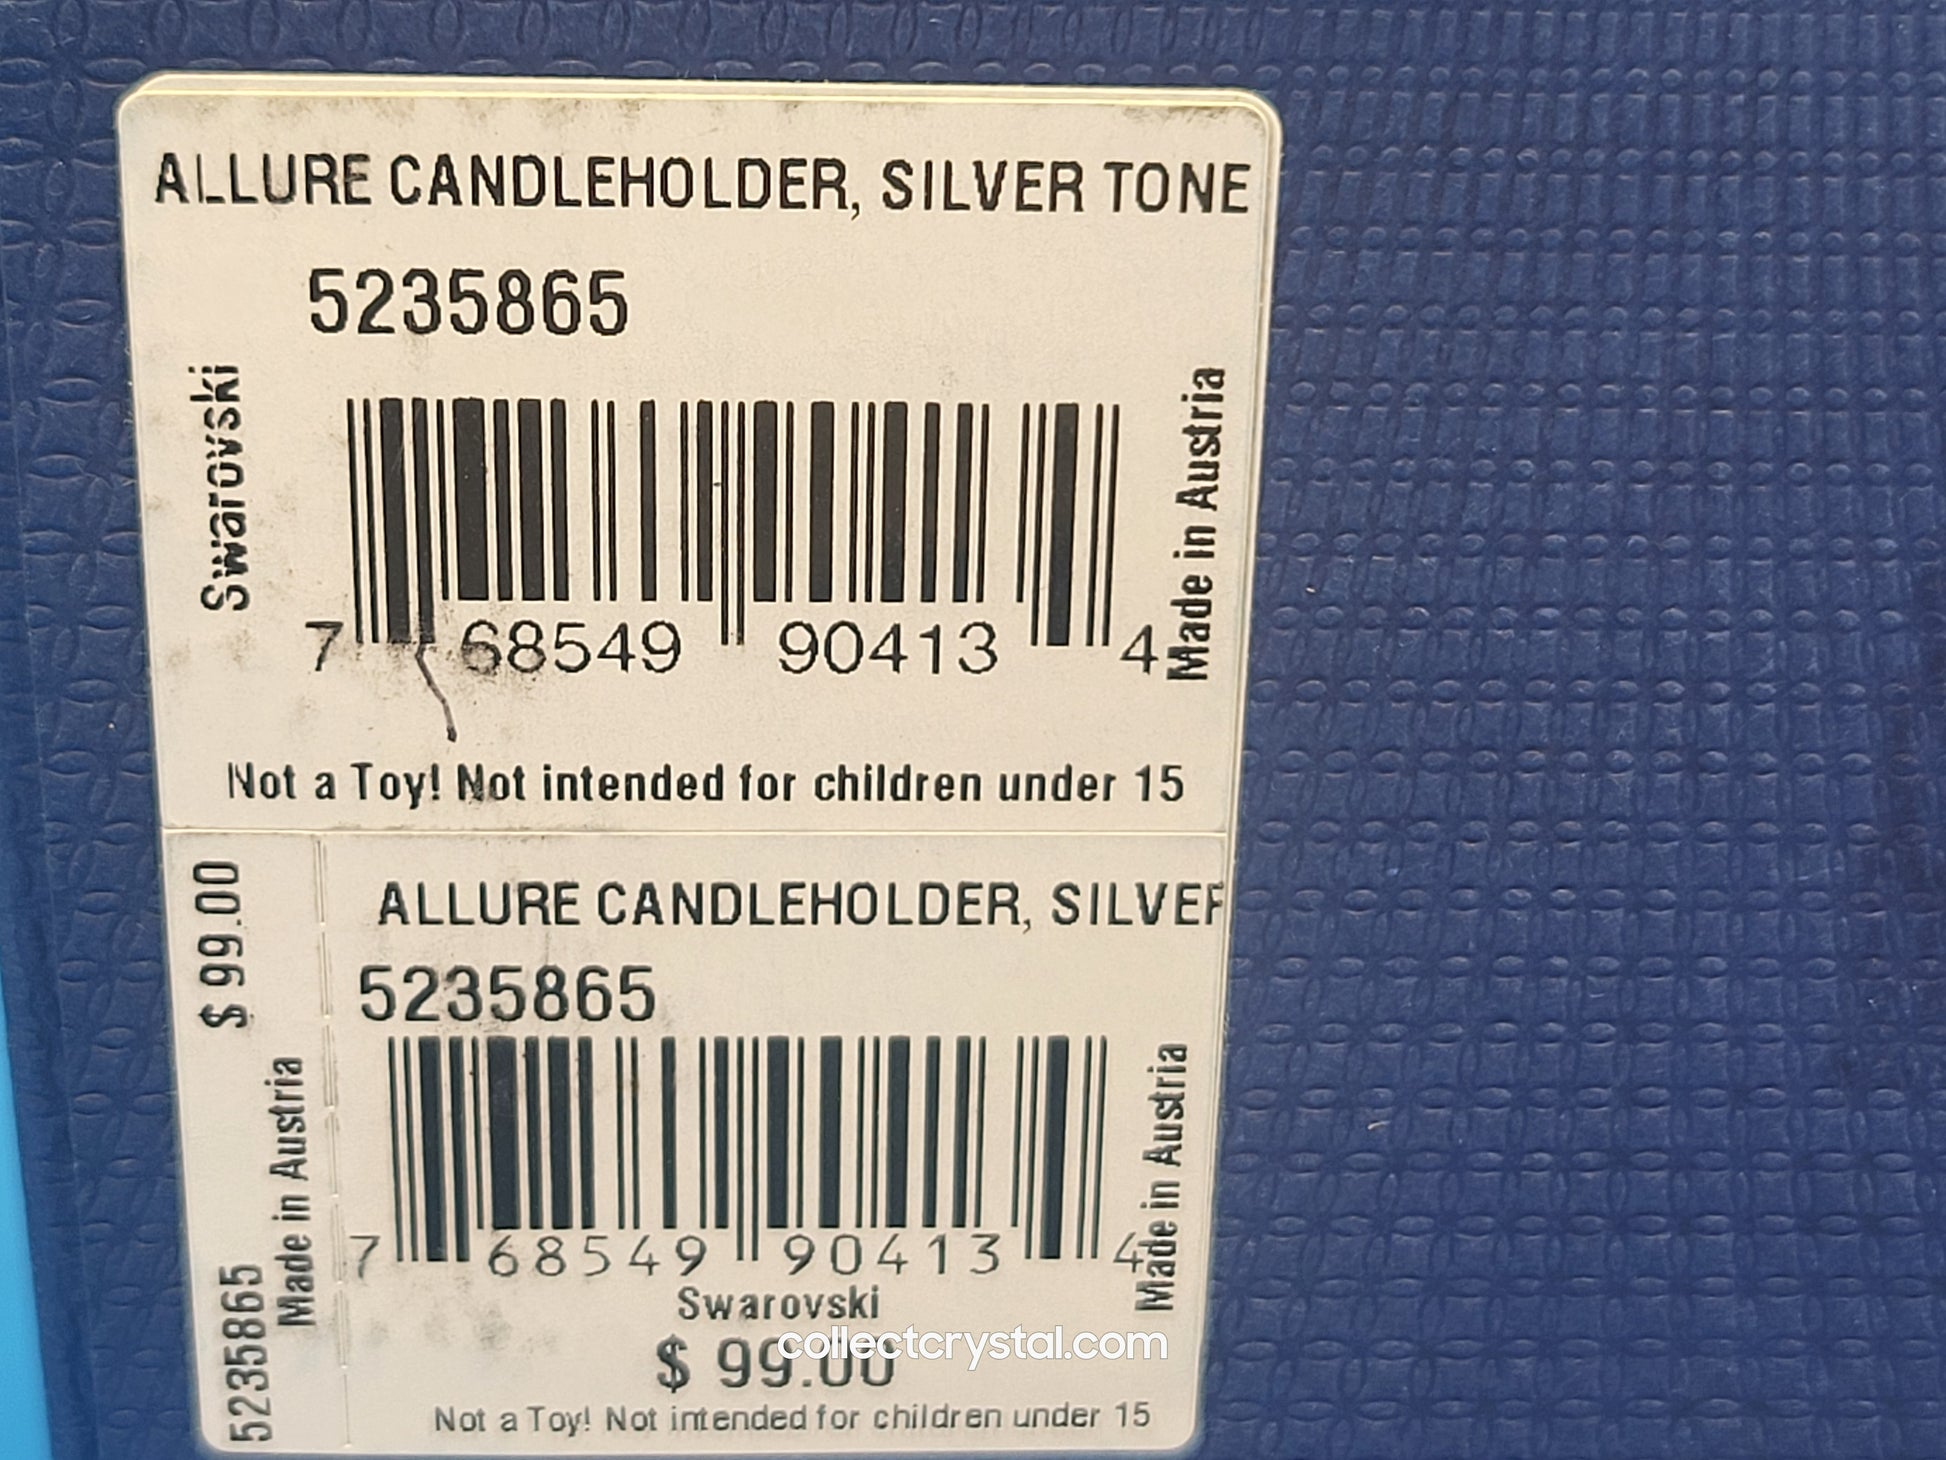 ALLURE CANDLEHOLDER, SILVER TONE
5235865
Swarovski
7 68549 90413 4
Made in Austria
Not a Toy! Not intended for children under 15
$ 99.00
Made in Austria
5235865
ALLURE CANDLEHOLDER, SILVER
5235865
7 68549 90413 4
Made in Austria
Swarovski
$ 99.00
collectcrystal.com
Not a Toy! Not intended for children under 15